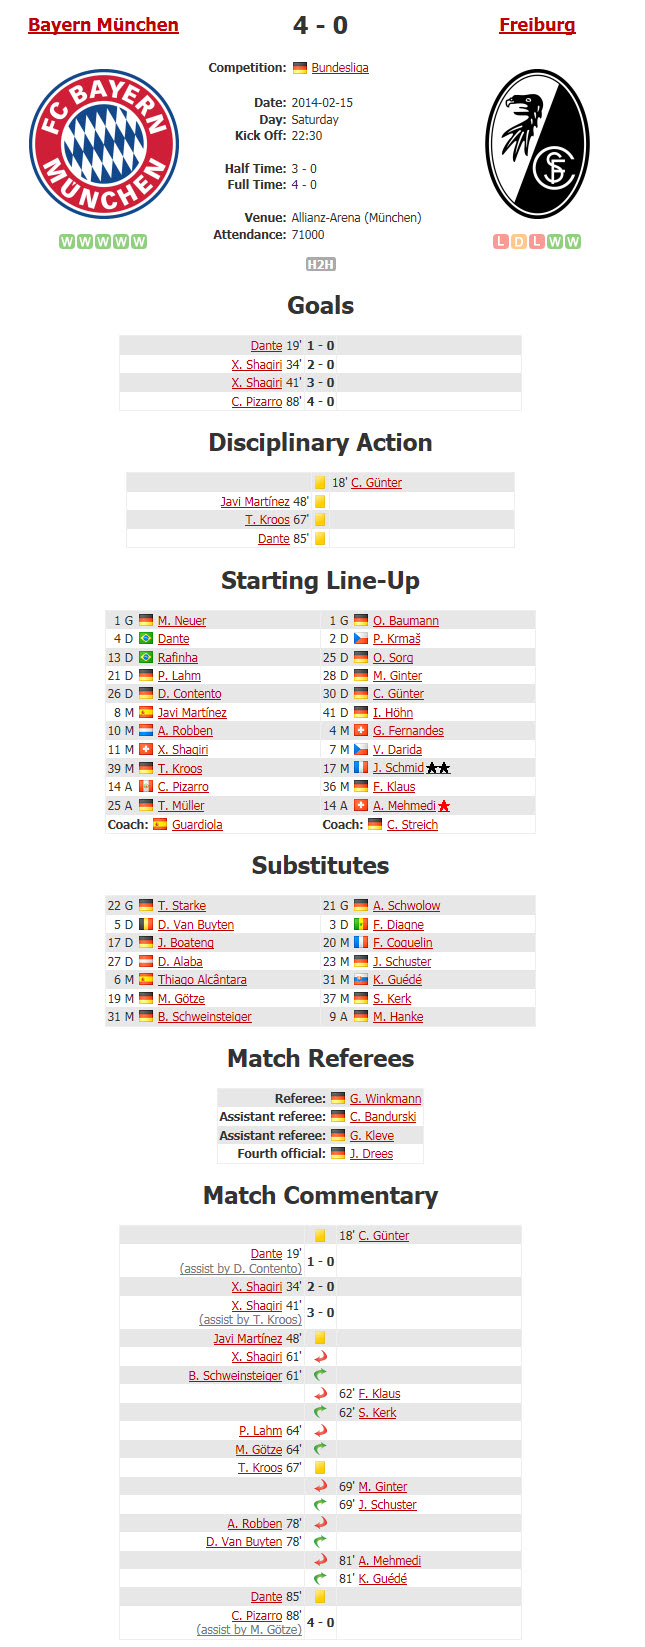 Bayern München 4 - 0 Freiburg
Competition: Bundesliga
FC BAYERN
MÜNCHEN
SC
Date: 2014-02-15
Day: Saturday
Kick Off: 22:30
Half Time: 3 - 0
Full Time: 4 - 0
Venue: Allianz-Arena (München)
Attendance: 71000
W W W W W
L D L W W
H2H
Goals
Dante 19' 1 - 0
X. Shaqiri 34' 2 - 0
X. Shaqiri 41' 3 - 0
C. Pizarro 88' 4 - 0
Disciplinary Action
18' C. Günter
Javi Martínez 48'
T. Kroos 67'
Dante 85'
Starting Line-Up
1 G M. Neuer 1 G O. Baumann
4 D Dante 2 D P. Krmaš
13 D Rafinha 25 D O. Sorg
21 D P. Lahm 28 D M. Ginter
26 D D. Contento 30 D C. Günter
8 M Javi Martínez 41 D I. Höhn
10 M A. Robben 4 M G. Fernandes
11 M X. Shaqiri 7 M V. Darida
39 M T. Kroos 17 M J. Schmid
14 A C. Pizarro 36 M F. Klaus
25 A T. Müller 14 A A. Mehmedi
Coach: Guardiola Coach: C. Streich
Substitutes
22 G T. Starke 21 G A. Schwolow
5 D D. Van Buyten 3 D F. Diagne
17 D J. Boateng 20 M F. Coquelin
27 D D. Alaba 23 M J. Schuster
6 M Thiago Alcântara 31 M K. Guédé
19 M M. Götze 37 M S. Kerk
31 M B. Schweinsteiger 9 A M. Hanke
Match Referees
Referee: G. Winkmann
Assistant referee: C. Bandurski
Assistant referee: G. Kleve
Fourth official: J. Drees
Match Commentary
18' C. Günter
Dante 19' 1 - 0
(assist by D. Contento)
X. Shaqiri 34' 2 - 0
X. Shaqiri 41' 3 - 0
(assist by T. Kroos)
Javi Martínez 48'
X. Shaqiri 61'
B. Schweinsteiger 61'
62' F. Klaus
62' S. Kerk
P. Lahm 64'
M. Götze 64'
T. Kroos 67'
69' M. Ginter
69' J. Schuster
A. Robben 78'
D. Van Buyten 78'
81' A. Mehmedi
81' K. Guédé
Dante 85'
C. Pizarro 88' 4 - 0
(assist by M. Götze)